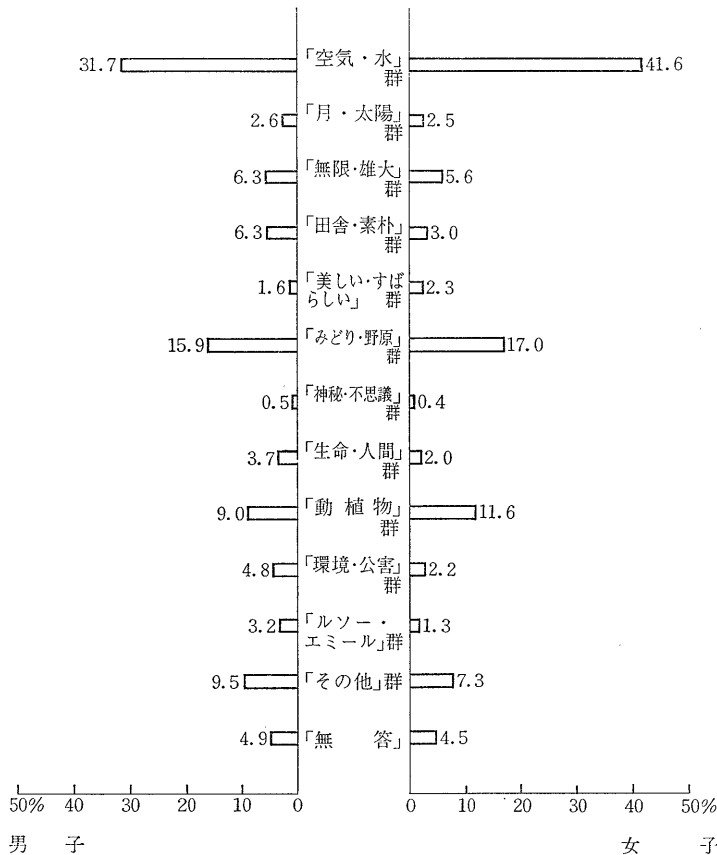 31.7 「空気・水」 41.6
群
2.6 「月・太陽」 2.5
群
6.3 「無限・雄大」 5.6
群
6.3 「田舎・素朴」 3.0
群
1.6 「美しい・すば 2.3
らしい」 群
15.9 「みどり・野原」 17.0
群
0.5 「神秘・不思議」 0.4
群
3.7 「生命・人間」 2.0
群
9.0 「動植物」 11.6
群
4.8 「環境・公害」 2.2
群
3.2 「ルソー・ 1.3
エミール」群
9.5 「その他」群 7.3
4.9 「無 答」 4.5
50% 40 30 20 10 0 0 10 20 30 40 50%
男 子 女 子